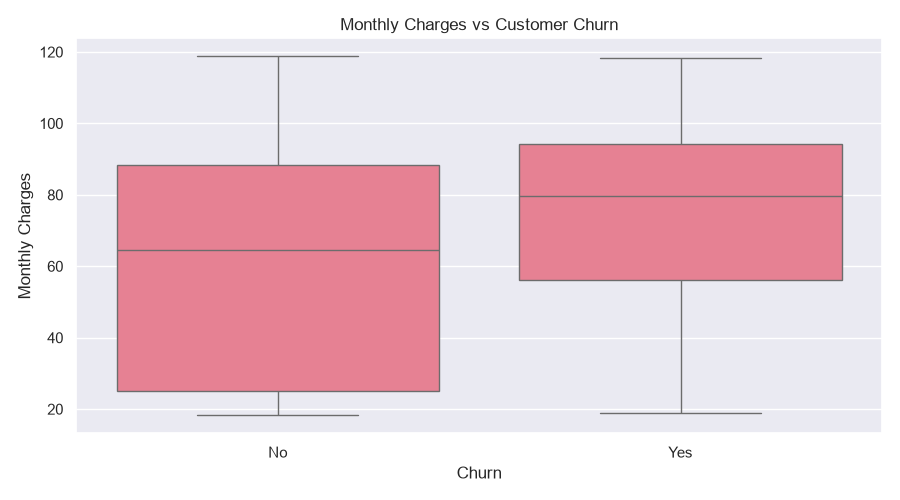 Monthly Charges vs Customer Churn
120
100
80
60
40
20
Monthly Charges
No
Yes
Churn